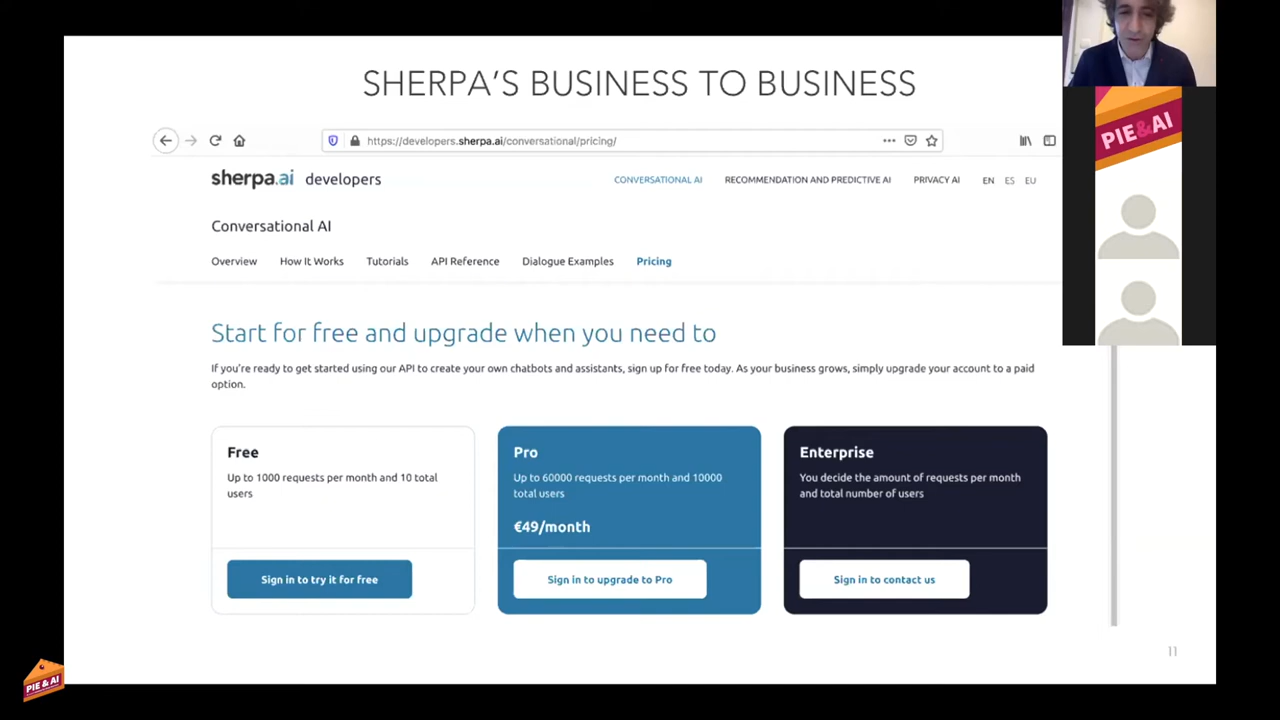 SHERPA'S BUSINESS TO BUSINESS
https://developers.sherpa.ai/conversational/pricing/
sherpa.ai developers
CONVERSATIONAL AI
RECOMMENDATION AND PREDICTIVE AI
PRIVACY AI
EN ES EU
Conversational AI
Overview
How It Works
Tutorials
API Reference
Dialogue Examples
Pricing
Start for free and upgrade when you need to
If you're ready to get started using our API to create your own chatbots and assistants, sign up for free today. As your business grows, simply upgrade your account to a paid
option.
Free
Up to 1000 requests per month and 10 total
users
Sign in to try it for free
Pro
Up to 60000 requests per month and 10000
total users
€49/month
Sign in to upgrade to Pro
Enterprise
You decide the amount of requests per month
and total number of users
Sign in to contact us
11
PIE & AI
PIE & AI